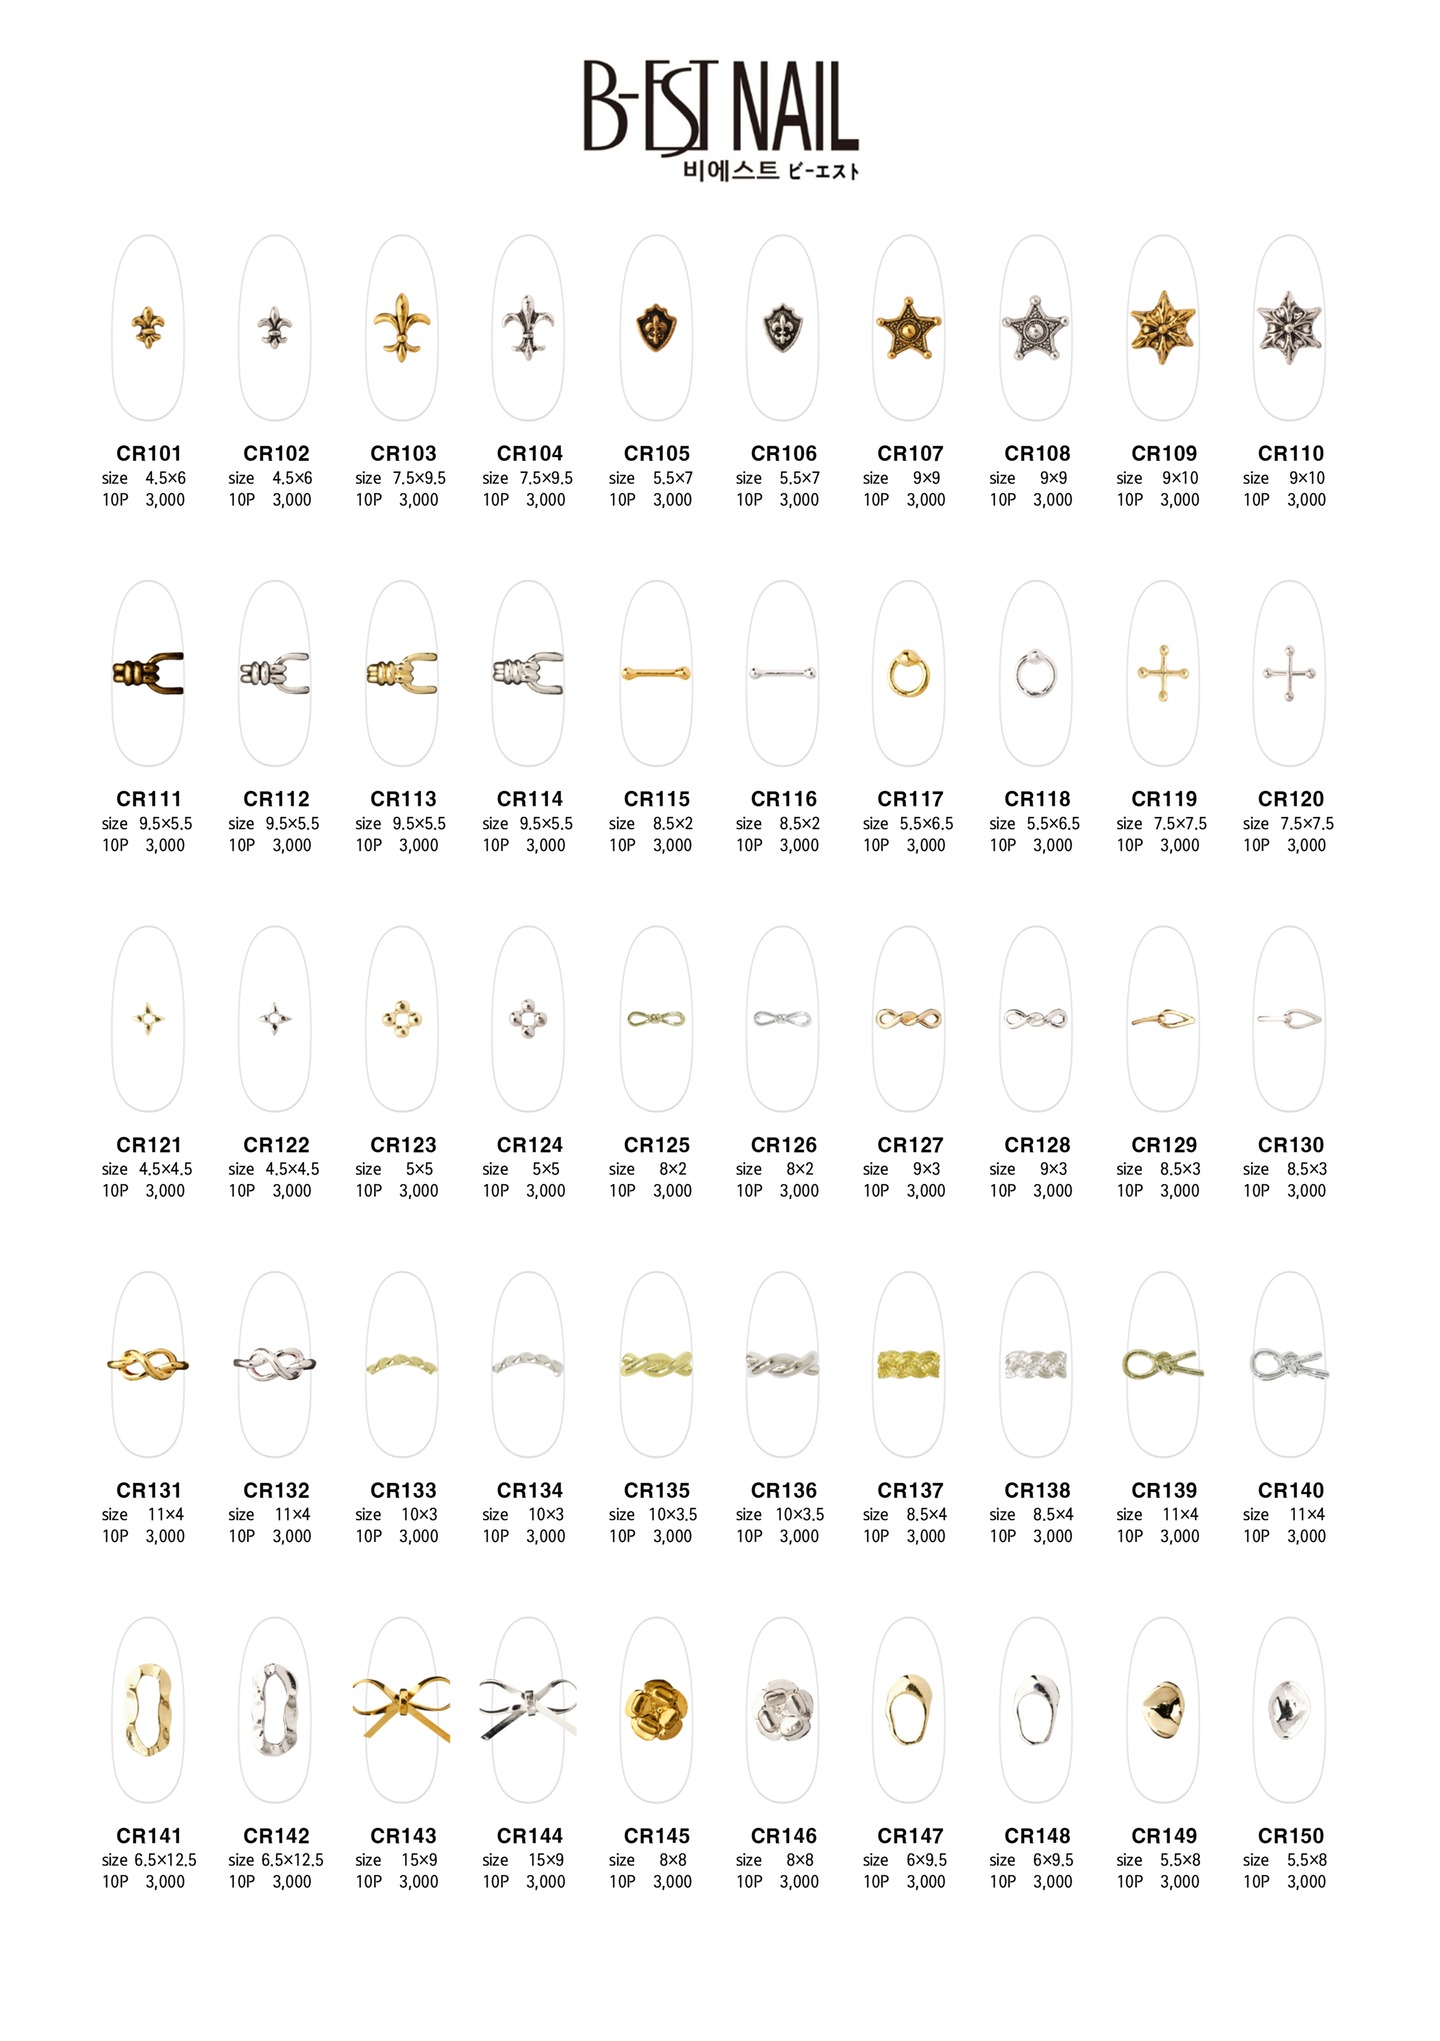 B-EST NAIL
비에스트 ビーエスト
CR101 CR102 CR103 CR104 CR105 CR106 CR107 CR108 CR109 CR110
size 4.5×6 size 4.5×6 size 7.5×9.5 size 7.5×9.5 size 5.5×7 size 5.5×7 size 9×9 size 9×9 size 9×10 size 9×10
10P 3,000 10P 3,000 10P 3,000 10P 3,000 10P 3,000 10P 3,000 10P 3,000 10P 3,000 10P 3,000 10P 3,000
CR111 CR112 CR113 CR114 CR115 CR116 CR117 CR118 CR119 CR120
size 9.5×5.5 size 9.5×5.5 size 9.5×5.5 size 9.5×5.5 size 8.5×2 size 8.5×2 size 5.5×6.5 size 5.5×6.5 size 7.5×7.5 size 7.5×7.5
10P 3,000 10P 3,000 10P 3,000 10P 3,000 10P 3,000 10P 3,000 10P 3,000 10P 3,000 10P 3,000 10P 3,000
CR121 CR122 CR123 CR124 CR125 CR126 CR127 CR128 CR129 CR130
size 4.5×4.5 size 4.5×4.5 size 5×5 size 5×5 size 8×2 size 8×2 size 9×3 size 9×3 size 8.5×3 size 8.5×3
10P 3,000 10P 3,000 10P 3,000 10P 3,000 10P 3,000 10P 3,000 10P 3,000 10P 3,000 10P 3,000 10P 3,000
CR131 CR132 CR133 CR134 CR135 CR136 CR137 CR138 CR139 CR140
size 11×4 size 11×4 size 10×3 size 10×3 size 10×3.5 size 10×3.5 size 8.5×4 size 8.5×4 size 11×4 size 11×4
10P 3,000 10P 3,000 10P 3,000 10P 3,000 10P 3,000 10P 3,000 10P 3,000 10P 3,000 10P 3,000 10P 3,000
CR141 CR142 CR143 CR144 CR145 CR146 CR147 CR148 CR149 CR150
size 6.5×12.5 size 6.5×12.5 size 15×9 size 15×9 size 8×8 size 8×8 size 6×9.5 size 6×9.5 size 5.5×8 size 5.5×8
10P 3,000 10P 3,000 10P 3,000 10P 3,000 10P 3,000 10P 3,000 10P 3,000 10P 3,000 10P 3,000 10P 3,000